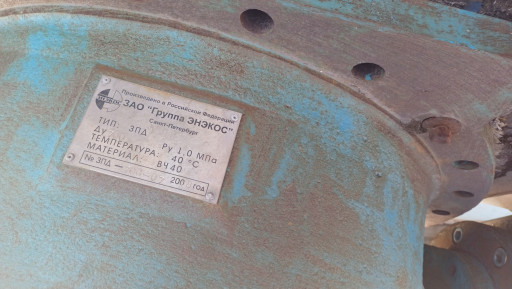 Произведено в Российской Федерации
ЗАО "Группа ЭНЭКОС"
Санкт-Петербург
ТИП: ЗПД
Ду Ру 1.0 МПа
ТЕМПЕРАТУРА: 40 °С
МАТЕРИАЛ: ВЧ40
№ ЗПД — 200 год